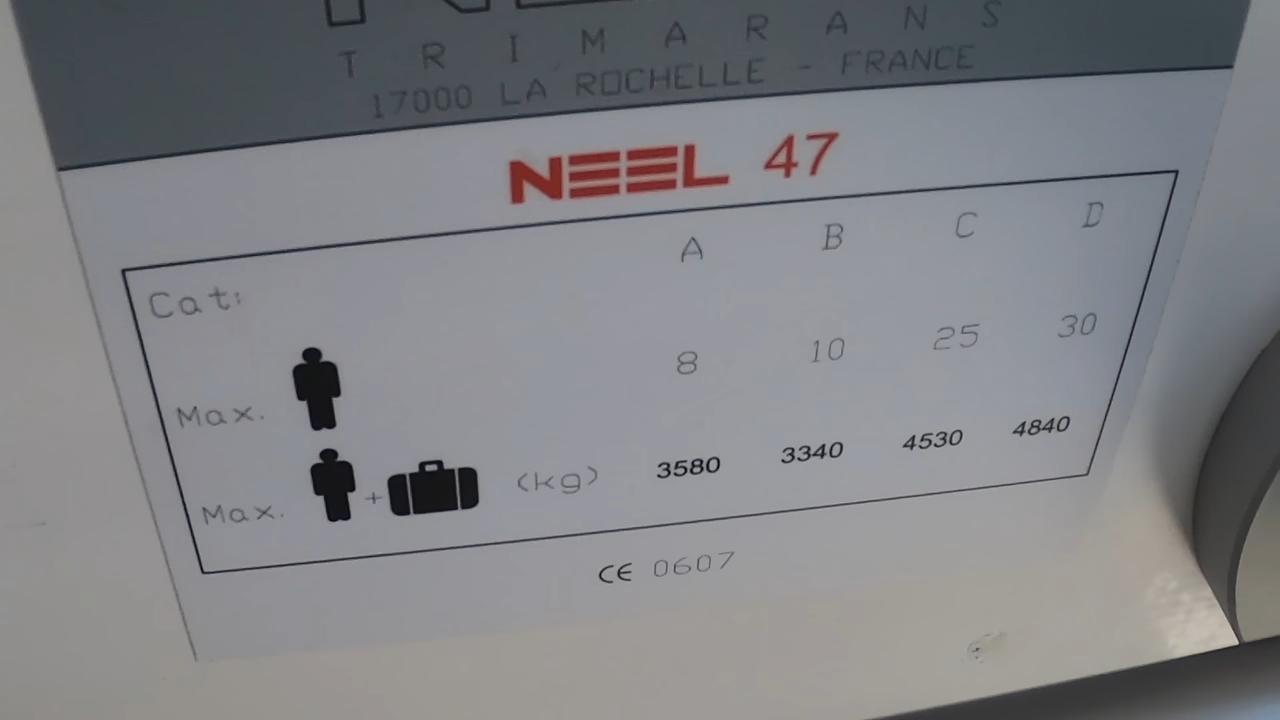 TRIMARANS
17000 LA ROCHELLE - FRANCE
NEEL 47
Cat: A B C D
Max. 8 10 25 30
Max. + (kg) 3580 3340 4530 4840
CE 0607